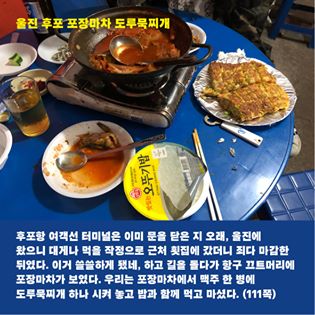 울진 후포 포장마차 도루묵찌개
맛있는
오뚜기밥
후포항 여객선 터미널은 이미 문을 닫은 지 오래, 울진에
왔으니 대게나 먹을 작정으로 근처 횟집에 갔더니 죄다 마감한
뒤였다. 이거 쓸쓸하게 됐네, 하고 길을 돌다가 항구 끄트머리에
포장마차가 보였다. 우리는 포장마차에서 맥주 한 병에
도루묵찌개 하나 시켜 놓고 밥과 함께 먹고 마셨다. (111쪽)